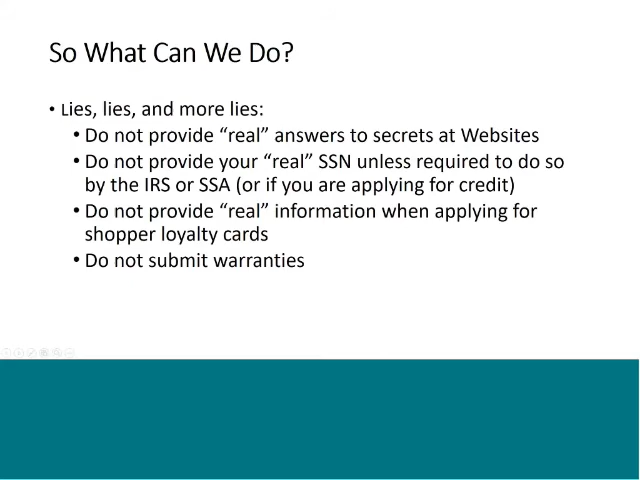 So What Can We Do?
• Lies, lies, and more lies:
• Do not provide “real” answers to secrets at Websites
• Do not provide your “real” SSN unless required to do so
by the IRS or SSA (or if you are applying for credit)
• Do not provide “real” information when applying for
shopper loyalty cards
• Do not submit warranties